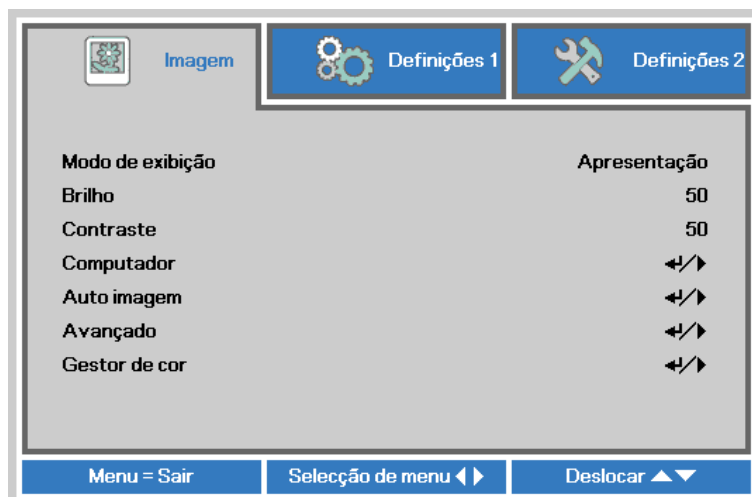 Imagem Definições 1 Definições 2
Modo de exibição Apresentação
Brilho 50
Contraste 50
Computador
Auto imagem
Avançado
Gestor de cor
Menu = Sair Selecção de menu Deslocar